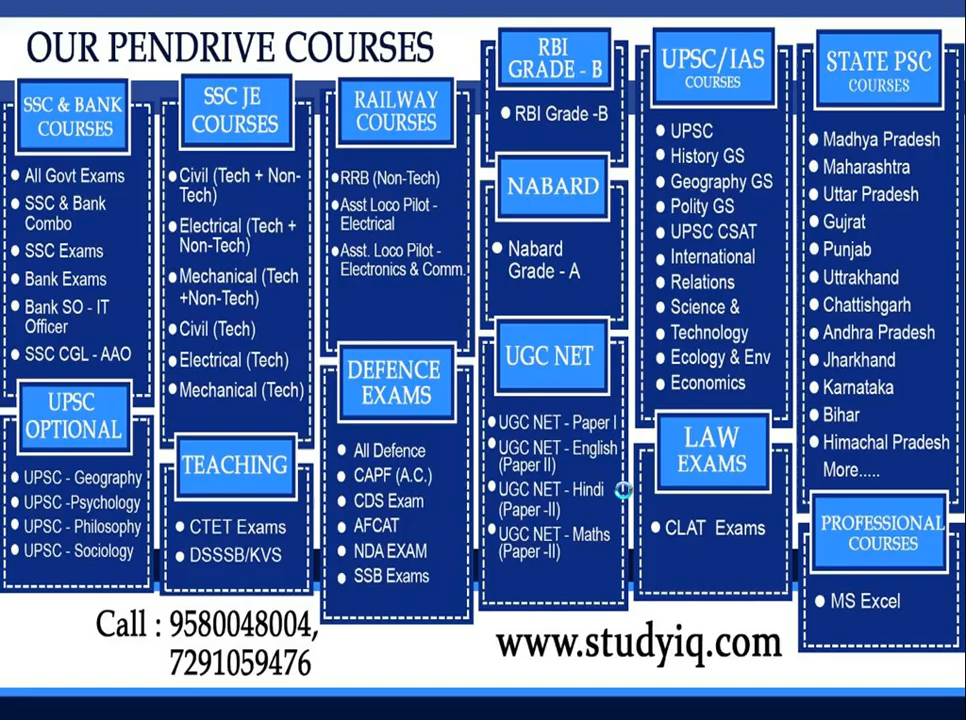 OUR PENDRIVE COURSES
SSC & BANK
COURSES
All Govt Exams
SSC & Bank
Combo
SSC Exams
Bank Exams
Bank SO - IT
Officer
SSC CGL - AAO
UPSC
OPTIONAL
UPSC - Geography
UPSC -Psychology
UPSC - Philosophy
UPSC - Sociology
SSC JE
COURSES
Civil (Tech + Non-
Tech)
Electrical (Tech +
Non-Tech)
Mechanical (Tech
+Non-Tech)
Civil (Tech)
Electrical (Tech)
Mechanical (Tech)
TEACHING
CTET Exams
DSSSB/KVS
RAILWAY
COURSES
RRB (Non-Tech)
Asst Loco Pilot -
Electrical
Asst. Loco Pilot -
Electronics & Comm.
DEFENCE
EXAMS
All Defence
CAPF (A.C.)
CDS Exam
AFCAT
NDA EXAM
SSB Exams
RBI
GRADE - B
RBI Grade -B
NABARD
Nabard
Grade - A
UGC NET
UGC NET - Paper I
UGC NET - English
(Paper II)
UGC NET - Hindi
(Paper -II)
UGC NET - Maths
(Paper -II)
UPSC/IAS
COURSES
UPSC
History GS
Geography GS
Polity GS
UPSC CSAT
International
Relations
Science &
Technology
Ecology & Env
Economics
LAW
EXAMS
CLAT Exams
STATE PSC
COURSES
Madhya Pradesh
Maharashtra
Uttar Pradesh
Gujrat
Punjab
Uttrakhand
Chattishgarh
Andhra Pradesh
Jharkhand
Karnataka
Bihar
Himachal Pradesh
More.....
PROFESSIONAL
COURSES
MS Excel
Call : 9580048004,
7291059476
www.studyiq.com